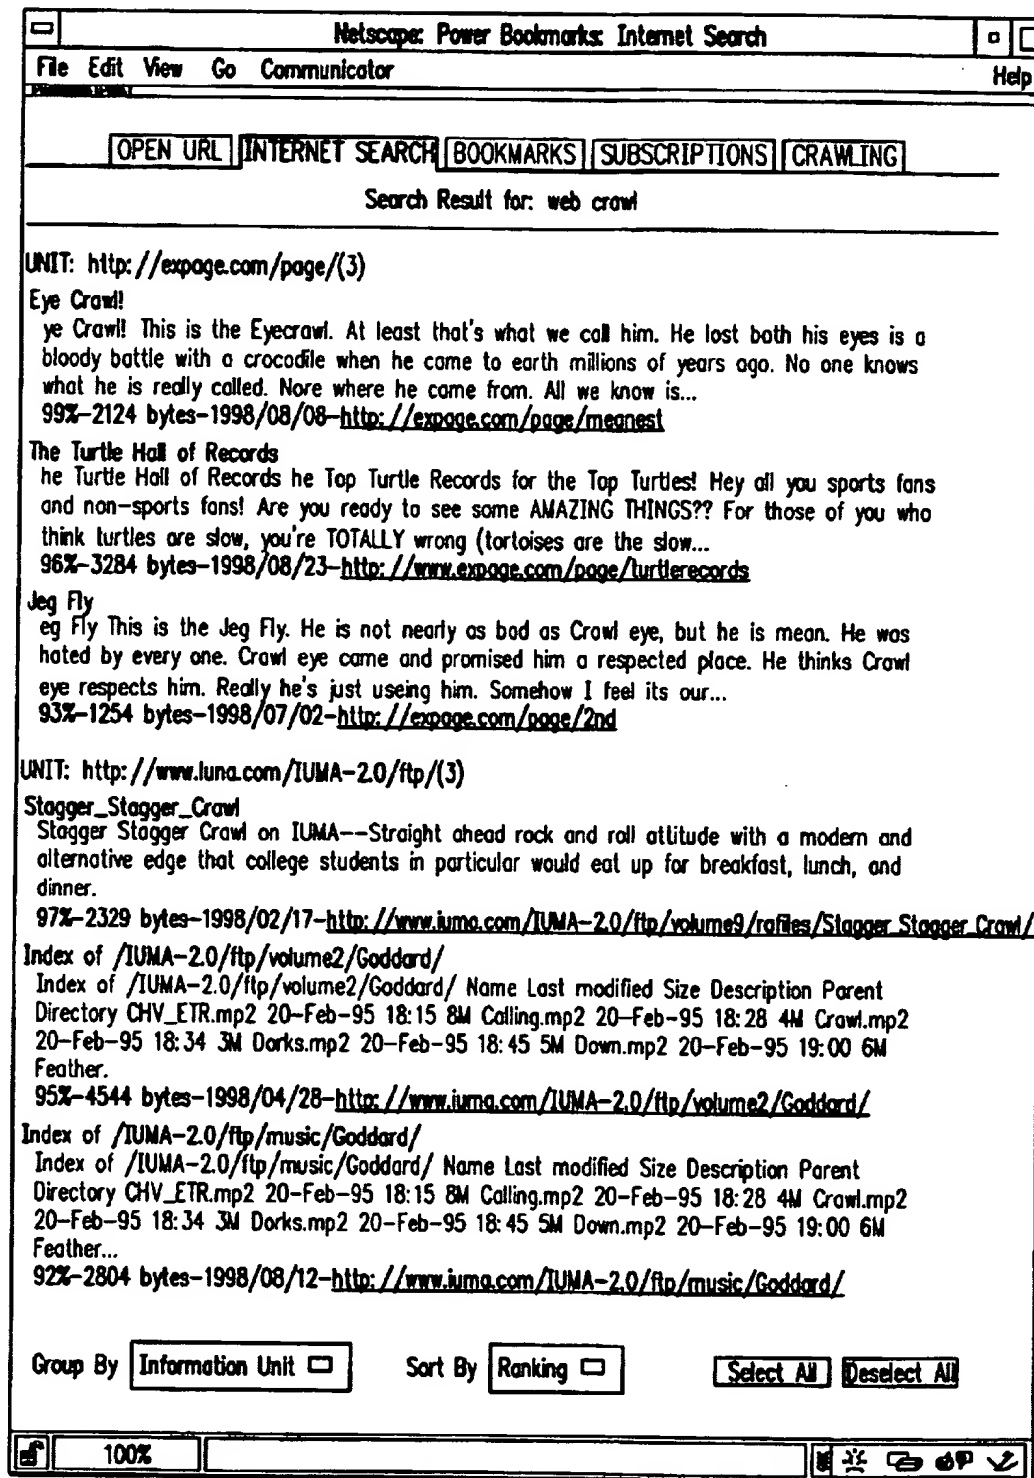 Netscape: Power Bookmarks: Internet Search
File Edit View Go Communicator Help
OPEN URL INTERNET SEARCH BOOKMARKS SUBSCRIPTIONS CRAWLING
Search Result for: web crawl
UNIT: http://expage.com/page/(3)
Eye Crawl!
ye Crawl! This is the Eyecrawl. At least that's what we call him. He lost both his eyes is a
bloody battle with a crocodile when he came to earth millions of years ago. No one knows
what he is really called. Nore where he came from. All we know is...
99%-2124 bytes-1998/08/08-http://expage.com/page/meanest
The Turtle Hall of Records
he Turtle Hall of Records he Top Turtle Records for the Top Turtles! Hey all you sports fans
and non-sports fans! Are you ready to see some AMAZING THINGS?? For those of you who
think turtles are slow, you're TOTALLY wrong (tortoises are the slow...
96%-3284 bytes-1998/08/23-http://www.expage.com/page/turtlerecords
Jeg Fly
eg Fly This is the Jeg Fly. He is not nearly as bad as Crawl eye, but he is mean. He was
hated by every one. Crawl eye came and promised him a respected place. He thinks Crawl
eye respects him. Really he's just useing him. Somehow I feel its our...
93%-1254 bytes-1998/07/02-http://expage.com/page/2nd
UNIT: http://www.luna.com/IUMA-2.0/ftp/(3)
Stagger_Stagger_Crawl
Stagger Stagger Crawl on IUMA--Straight ahead rock and roll attitude with a modern and
alternative edge that college students in particular would eat up for breakfast, lunch, and
dinner.
97%-2329 bytes-1998/02/17-http://www.iuma.com/IUMA-2.0/ftp/volume9/rafiles/Stagger_Stagger_Crawl/
Index of /IUMA-2.0/ftp/volume2/Goddard/
Index of /IUMA-2.0/ftp/volume2/Goddard/ Name Last modified Size Description Parent
Directory CHV_ETR.mp2 20-Feb-95 18:15 8M Calling.mp2 20-Feb-95 18:28 4M Crawl.mp2
20-Feb-95 18:34 3M Dorks.mp2 20-Feb-95 18:45 5M Down.mp2 20-Feb-95 19:00 6M
Feather.
95%-4544 bytes-1998/04/28-http://www.iuma.com/IUMA-2.0/ftp/volume2/Goddard/
Index of /IUMA-2.0/ftp/music/Goddard/
Index of /IUMA-2.0/ftp/music/Goddard/ Name Last modified Size Description Parent
Directory CHV_ETR.mp2 20-Feb-95 18:15 8M Calling.mp2 20-Feb-95 18:28 4M Crawl.mp2
20-Feb-95 18:34 3M Dorks.mp2 20-Feb-95 18:45 5M Down.mp2 20-Feb-95 19:00 6M
Feather...
92%-2804 bytes-1998/08/12-http://www.iuma.com/IUMA-2.0/ftp/music/Goddard/
Group By Information Unit Sort By Ranking Select All Deselect All
100%